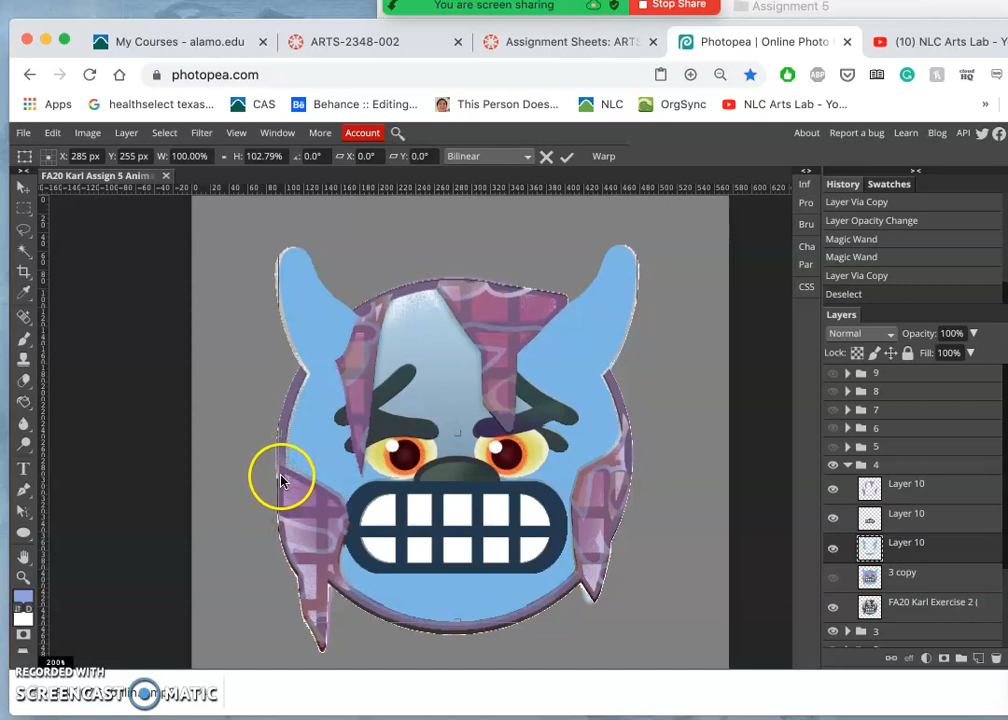 You are screen sharing
Stop Share
Assignment 5
My Courses - alamo.edu
ARTS-2348-002
Assignment Sheets: ARTS
Photopea | Online Photo
(10) NLC Arts Lab - Yo
photopea.com
Apps
healthselect texas...
CAS
Behance :: Editing...
This Person Does...
NLC
OrgSync
NLC Arts Lab - Yo...
»
File Edit Image Layer Select Filter View Window More Account
About Report a bug Learn Blog API
X: 285 px Y: 255 px W: 100.00% H: 102.79% 0.0° X: 0.0° Y: 0.0° Bilinear Warp
FA20 Karl Assign 5 Anima
Inf
Pro
Bru
Cha
Par
CSS
History Swatches
Layer Via Copy
Layer Opacity Change
Magic Wand
Magic Wand
Layer Via Copy
Deselect
Layers
Normal Opacity: 100%
Lock: Fill: 100%
9
8
7
6
5
4
Layer 10
Layer 10
Layer 10
3 copy
FA20 Karl Exercise 2 (
3
200%
RECORDED WITH
SCREENCAST MATIC